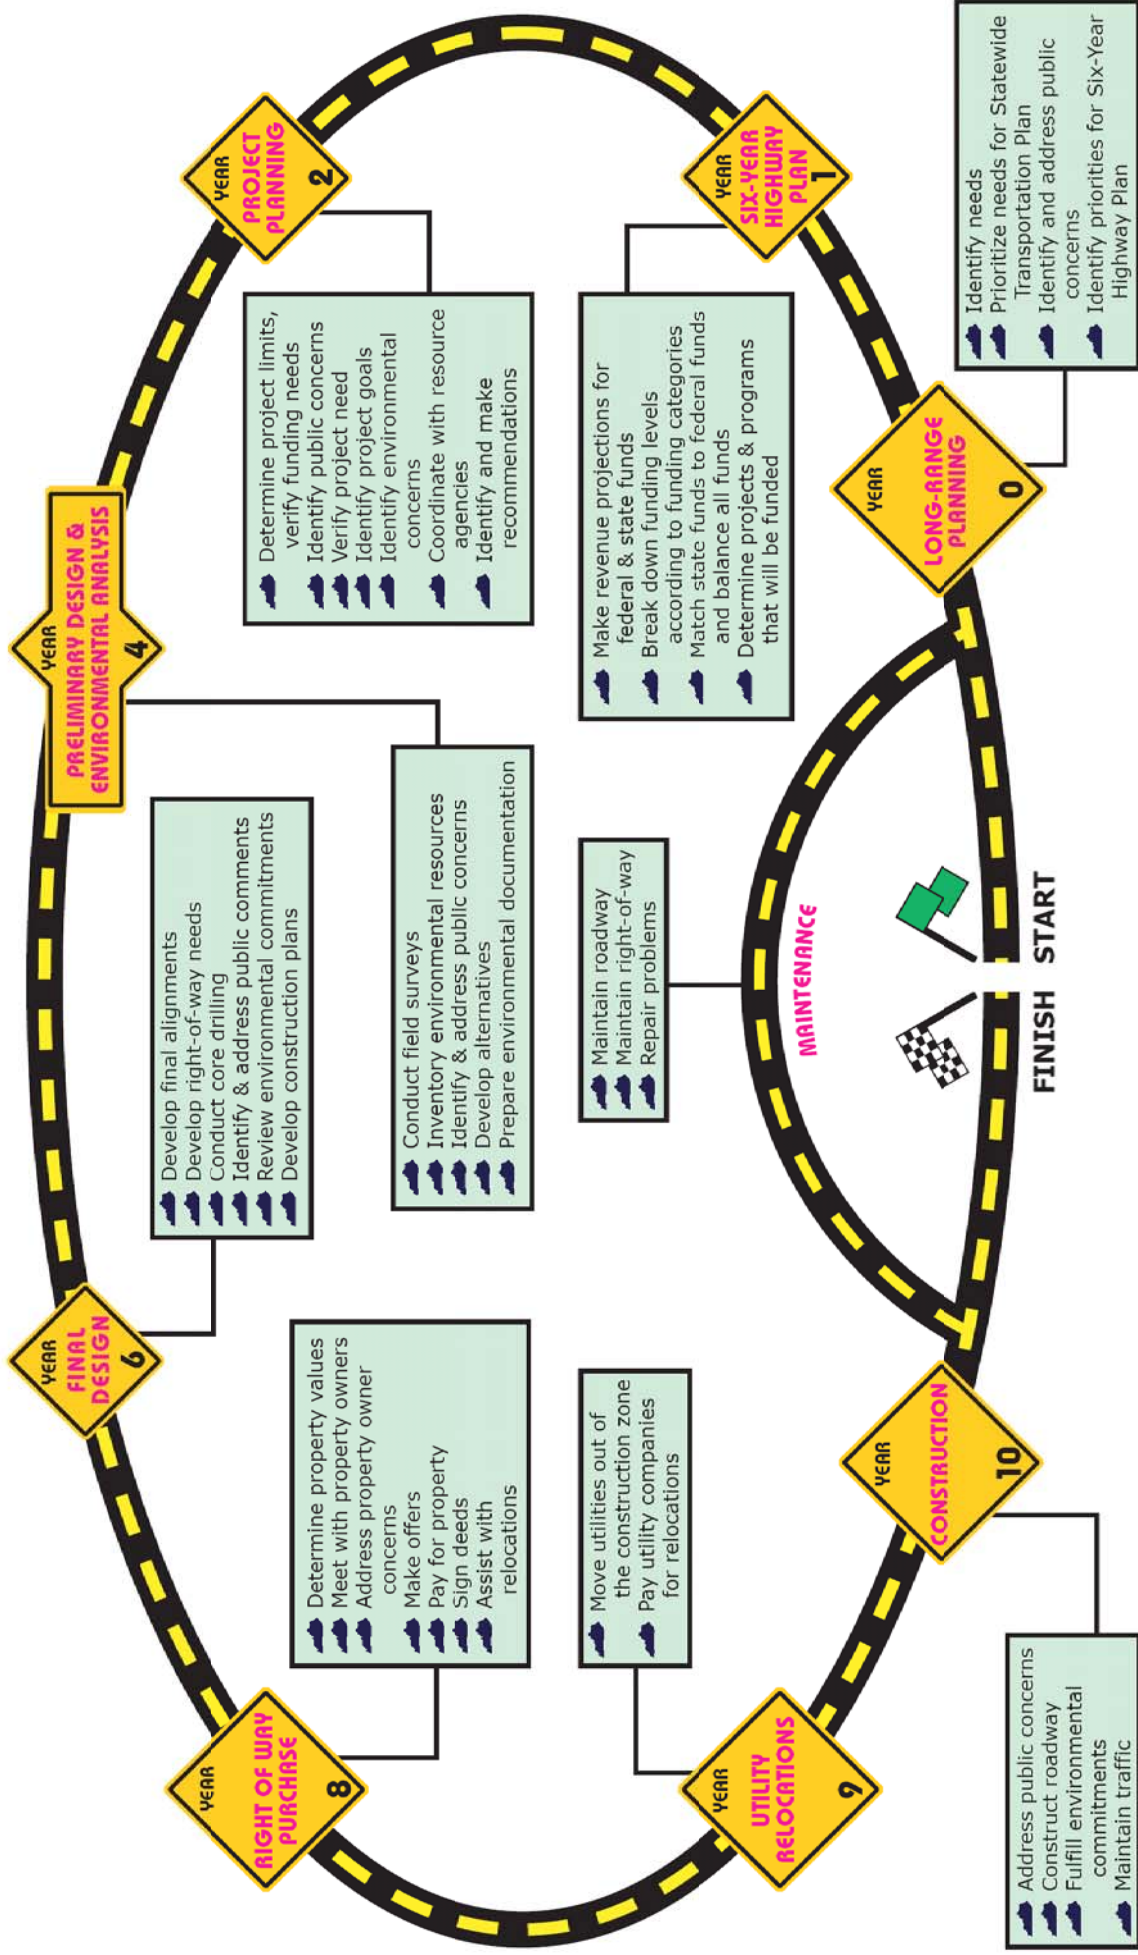 YEAR
LONG-RANGE
PLANNING
0
Identify needs
Prioritize needs for Statewide
Transportation Plan
Identify and address public
concerns
Identify priorities for Six-Year
Highway Plan
YEAR
SIX-YEAR
HIGHWAY
PLAN
1
Make revenue projections for
federal & state funds
Break down funding levels
according to funding categories
Match state funds to federal funds
and balance all funds
Determine projects & programs
that will be funded
YEAR
PROJECT
PLANNING
2
Determine project limits,
verify funding needs
Identify public concerns
Verify project need
Identify project goals
Identify environmental
concerns
Coordinate with resource
agencies
Identify and make
recommendations
YEAR
PRELIMINARY DESIGN &
ENVIRONMENTAL ANALYSIS
4
Conduct field surveys
Inventory environmental resources
Identify & address public concerns
Develop alternatives
Prepare environmental documentation
YEAR
FINAL
DESIGN
6
Develop final alignments
Develop right-of-way needs
Conduct core drilling
Identify & address public comments
Review environmental commitments
Develop construction plans
YEAR
RIGHT OF WAY
PURCHASE
8
Determine property values
Meet with property owners
Address property owner
concerns
Make offers
Pay for property
Sign deeds
Assist with
relocations
YEAR
UTILITY
RELOCATIONS
9
Move utilities out of
the construction zone
Pay utility companies
for relocations
YEAR
CONSTRUCTION
10
Address public concerns
Construct roadway
Fulfill environmental
commitments
Maintain traffic
Maintain roadway
Maintain right-of-way
Repair problems
MAINTENANCE
FINISH START